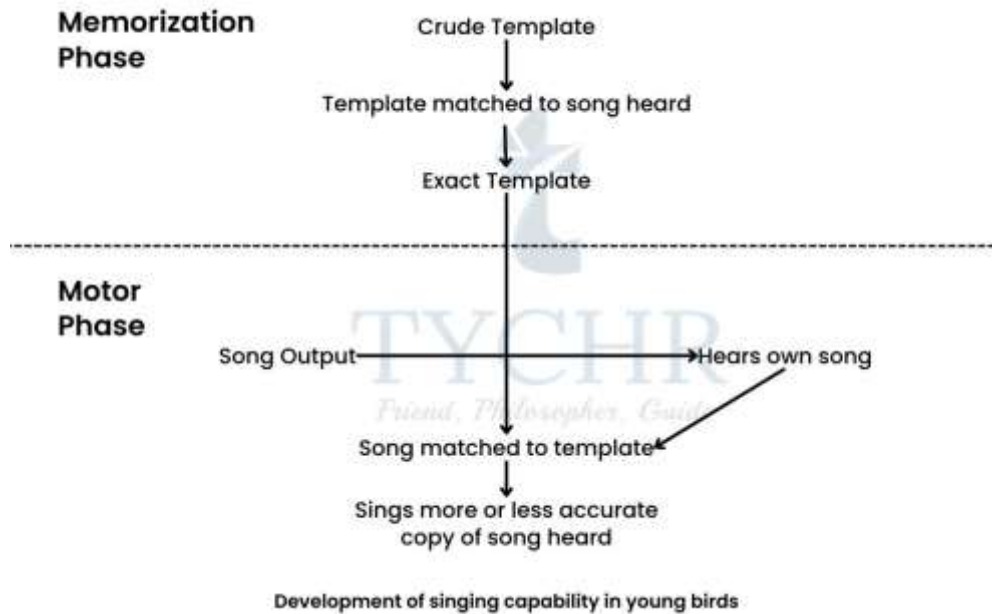 Memorization
Phase
Crude Template
Template matched to song heard
Exact Template
Motor
Phase
Song Output
Hears own song
TYCHR
Friend, Philosopher, Guide
Song matched to template
Sings more or less accurate
copy of song heard
Development of singing capability in young birds